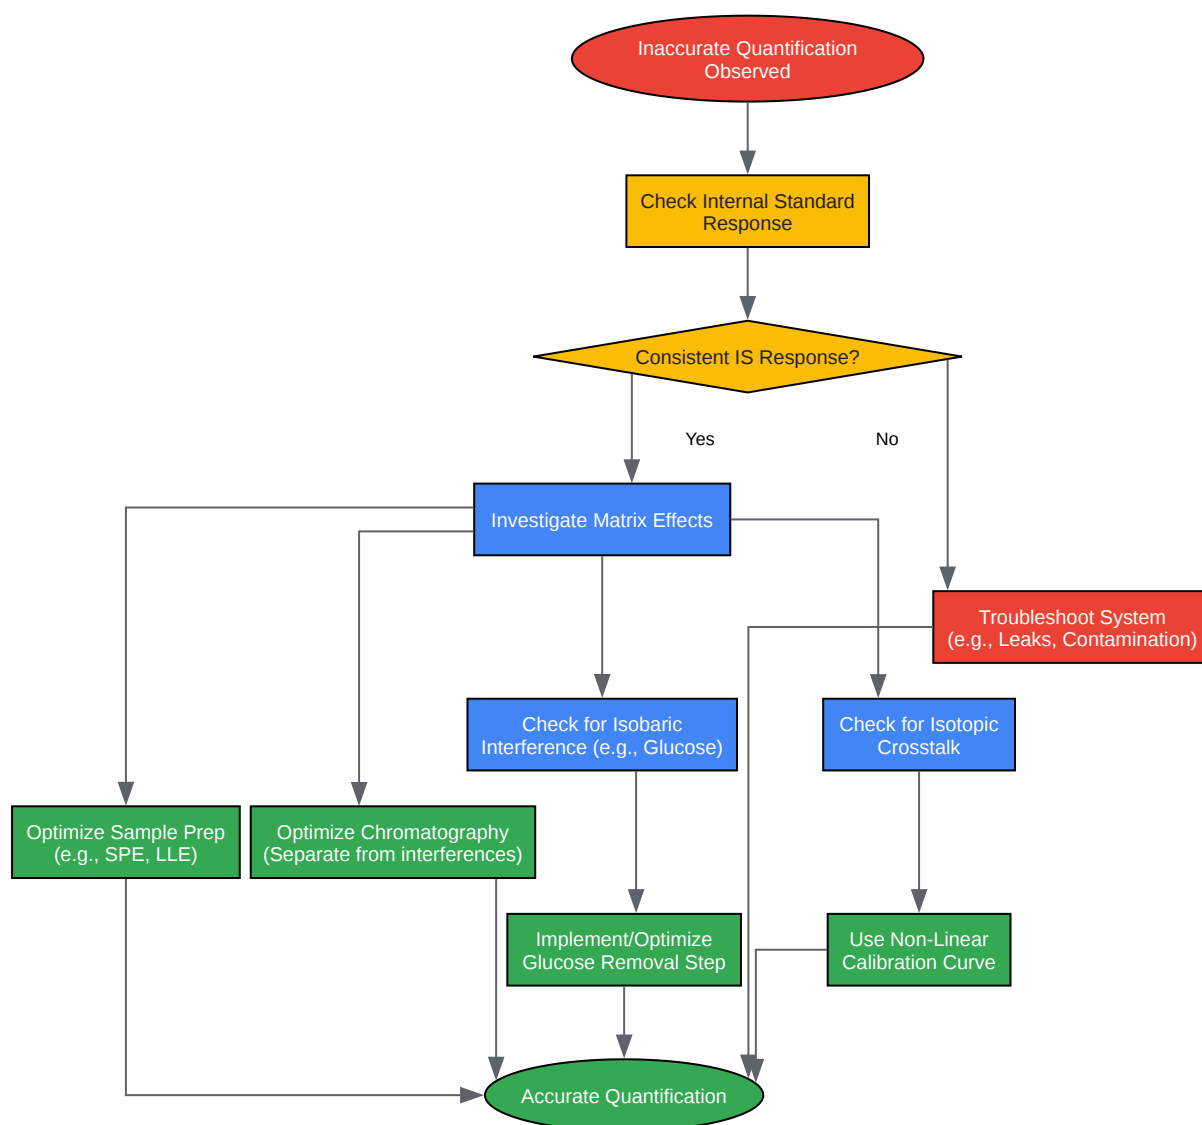 Inaccurate Quantification
Observed
Check Internal Standard
Response
Consistent IS Response?
Yes
No
Investigate Matrix Effects
Troubleshoot System
(e.g., Leaks, Contamination)
Check for Isobaric
Interference (e.g., Glucose)
Check for Isotopic
Crosstalk
Optimize Sample Prep
(e.g., SPE, LLE)
Optimize Chromatography
(Separate from interferences)
Implement/Optimize
Glucose Removal Step
Use Non-Linear
Calibration Curve
Accurate Quantification